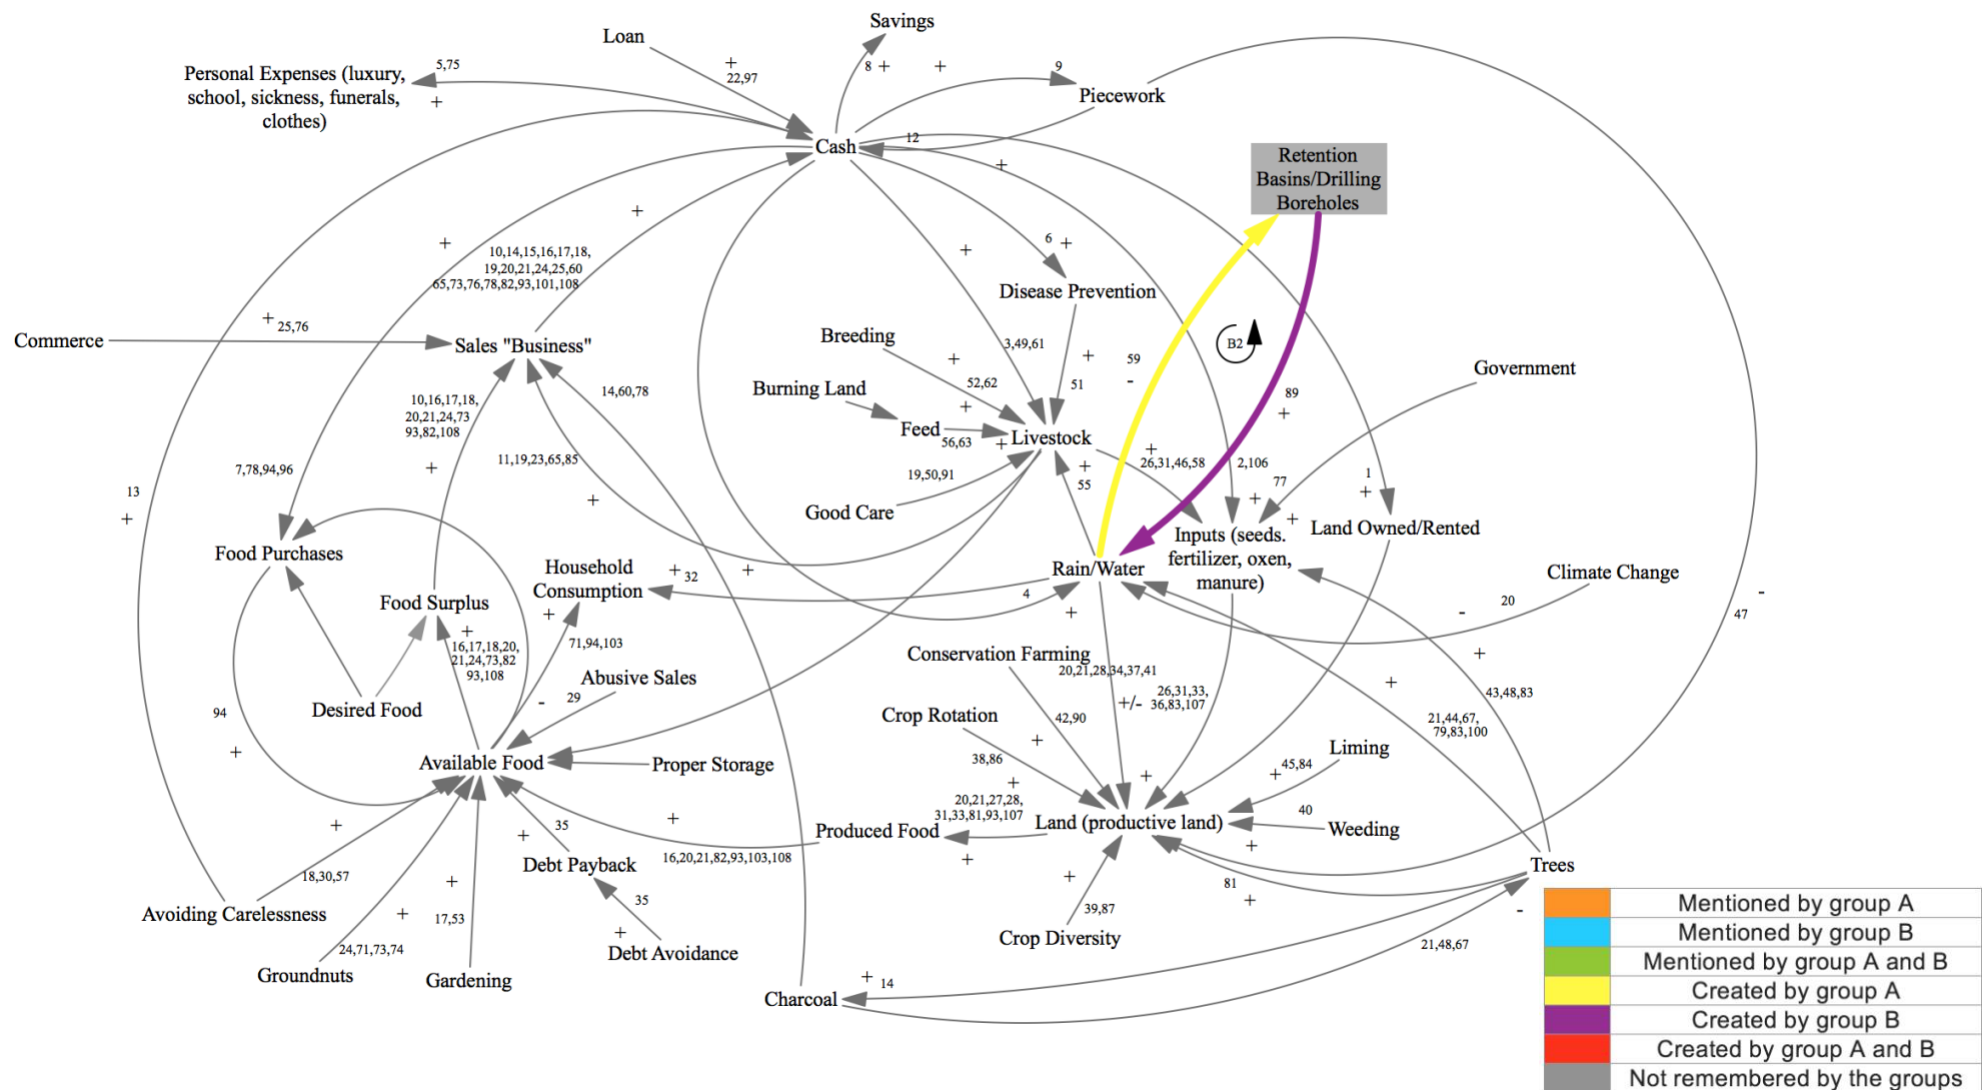 Savings
Loan
Personal Expenses (luxury,
school, sickness, funerals,
clothes)
5,75
+
+
22,97
8 +
+
9
Piecework
Cash
12
+
Retention
Basins/Drilling
Boreholes
+
+
10,14,15,16,17,18,
19,20,21,24,25,60
65,73,76,78,82,93,101,108
+
6 +
Disease Prevention
Commerce
+
25,76
Sales "Business"
Breeding
3,49,61
+
51
59
-
B2
Government
+
52,62
Burning Land
+
Feed
56,63
+
Livestock
14,60,78
10,16,17,18,
20,21,24,73
93,82,108
+
89
+
7,78,94,96
11,19,23,65,85
+
19,50,91
Good Care
+
55
+
26,31,46,58
2,106
+
77
+
1
+
Land Owned/Rented
13
+
Food Purchases
Household
Consumption
+
32
+
Rain/Water
Inputs (seeds.
fertilizer, oxen,
manure)
Climate Change
-
20
-
47
4
+
Food Surplus
+
16,17,18,20,
21,24,73,82
93,108
+
71,94,103
Abusive Sales
-
29
Conservation Farming
20,21,28,34,37,41
+/-
26,31,33,
36,83,107
+
+
43,48,83
21,44,67,
79,83,100
Desired Food
94
+
Crop Rotation
42,90
+
38,86
+
Available Food
Proper Storage
Liming
+
45,84
+
20,21,27,28,
31,33,81,93,107
40
Weeding
Land (productive land)
+
Produced Food
+
+
16,20,21,82,93,103,108
+
35
+
Debt Payback
18,30,57
Trees
+
39,87
Crop Diversity
81
+
-
Avoiding Carelessness
+
24,71,73,74
Groundnuts
+
17,53
Gardening
35
+
Debt Avoidance
21,48,67
+
14
Charcoal
Mentioned by group A
Mentioned by group B
Mentioned by group A and B
Created by group A
Created by group B
Created by group A and B
Not remembered by the groups